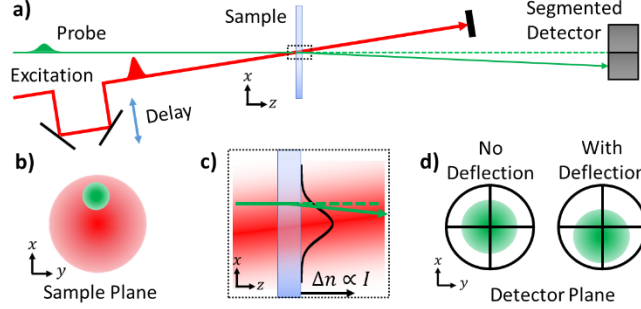 a)
Sample
Segmented
Detector
Probe
Excitation
Delay
x
z
b)
c)
d)
No
Deflection
With
Deflection
x
y
Sample Plane
x
z
Δn ∝ I
x
y
Detector Plane